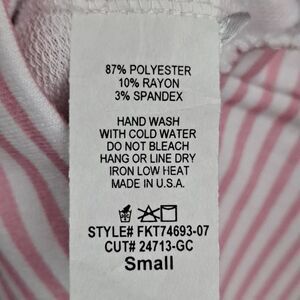 87% POLYESTER
10% RAYON
3% SPANDEX
HAND WASH
WITH COLD WATER
DO NOT BLEACH
HANG OR LINE DRY
IRON LOW HEAT
MADE IN U.S.A.
STYLE# FKT74693-07
CUT# 24713-GC
Small